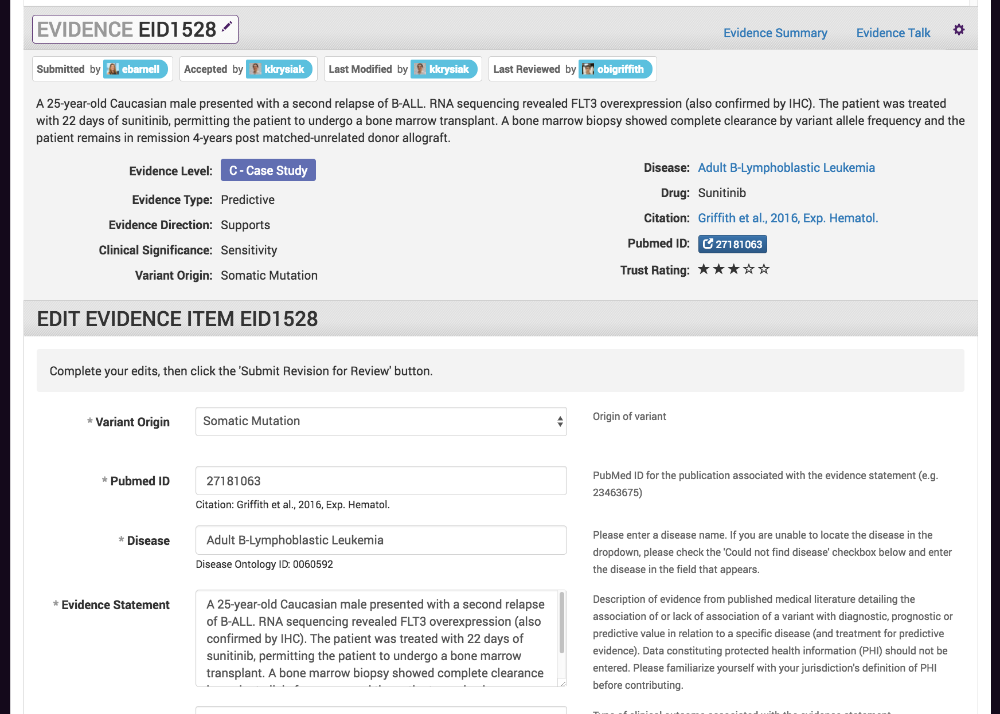 EVIDENCE EID1528
Evidence Summary
Evidence Talk
Submitted by ebarnell
Accepted by kkrysiak
Last Modified by kkrysiak
Last Reviewed by obigriffith
A 25-year-old Caucasian male presented with a second relapse of B-ALL. RNA sequencing revealed FLT3 overexpression (also confirmed by IHC). The patient was treated
with 22 days of sunitinib, permitting the patient to undergo a bone marrow transplant. A bone marrow biopsy showed complete clearance by variant allele frequency and the
patient remains in remission 4-years post matched-unrelated donor allograft.
Evidence Level: C - Case Study
Evidence Type: Predictive
Evidence Direction: Supports
Clinical Significance: Sensitivity
Variant Origin: Somatic Mutation
Disease: Adult B-Lymphoblastic Leukemia
Drug: Sunitinib
Citation: Griffith et al., 2016, Exp. Hematol.
Pubmed ID: 27181063
Trust Rating: ★★★☆☆
EDIT EVIDENCE ITEM EID1528
Complete your edits, then click the 'Submit Revision for Review' button.
* Variant Origin
Somatic Mutation
Origin of variant
* Pubmed ID
27181063
Citation: Griffith et al., 2016, Exp. Hematol.
PubMed ID for the publication associated with the evidence statement (e.g.
23463675)
* Disease
Adult B-Lymphoblastic Leukemia
Disease Ontology ID: 0060592
Please enter a disease name. If you are unable to locate the disease in the
dropdown, please check the 'Could not find disease' checkbox below and enter
the disease in the field that appears.
* Evidence Statement
A 25-year-old Caucasian male presented with a second relapse
of B-ALL. RNA sequencing revealed FLT3 overexpression (also
confirmed by IHC). The patient was treated with 22 days of
sunitinib, permitting the patient to undergo a bone marrow
transplant. A bone marrow biopsy showed complete clearance
Description of evidence from published medical literature detailing the
association of or lack of association of a variant with diagnostic, prognostic or
predictive value in relation to a specific disease (and treatment for predictive
evidence). Data constituting protected health information (PHI) should not be
entered. Please familiarize yourself with your jurisdiction's definition of PHI
before contributing.
Type of clinical outcome associated with the evidence statement